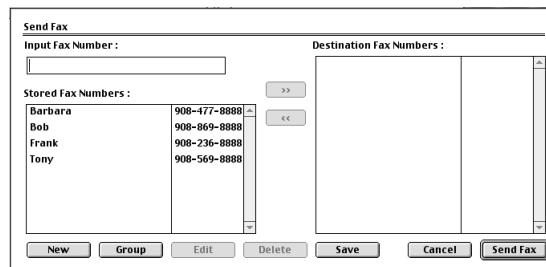 Send Fax
Input Fax Number :
Destination Fax Numbers :
>>
Stored Fax Numbers :
<<
Barbara 908-477-8888
Bob 908-869-8888
Frank 908-236-8888
Tony 908-569-8888
New Group Edit Delete Save Cancel Send Fax